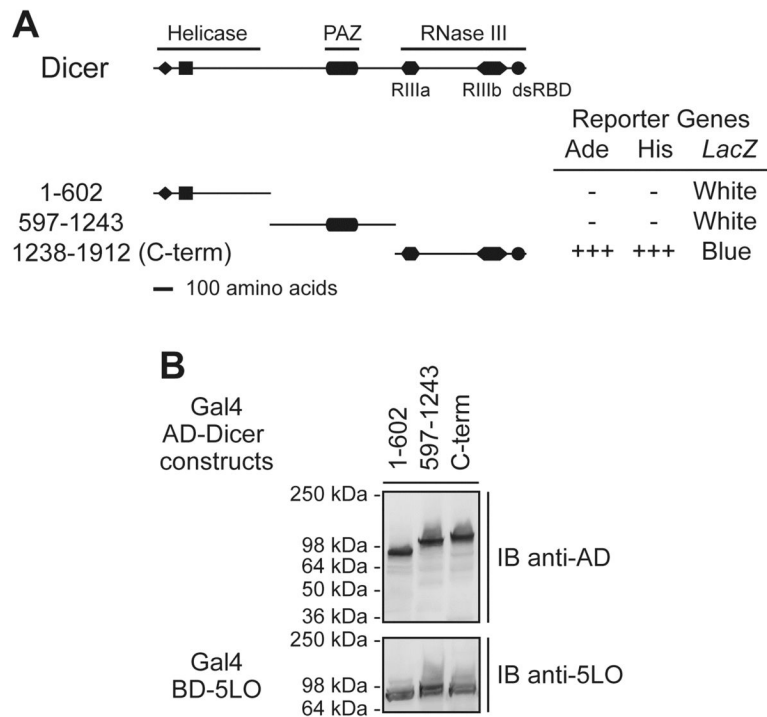 A
Helicase PAZ RNase III
Dicer
RIIIa RIIIb dsRBD
Reporter Genes
Ade His LacZ
1-602 - - White
597-1243 - - White
1238-1912 (C-term) +++ +++ Blue
100 amino acids
B
Gal4
AD-Dicer
constructs
1-602
597-1243
C-term
250 kDa -
98 kDa -
64 kDa -
50 kDa -
36 kDa -
IB anti-AD
Gal4
BD-5LO
250 kDa -
98 kDa -
64 kDa -
IB anti-5LO